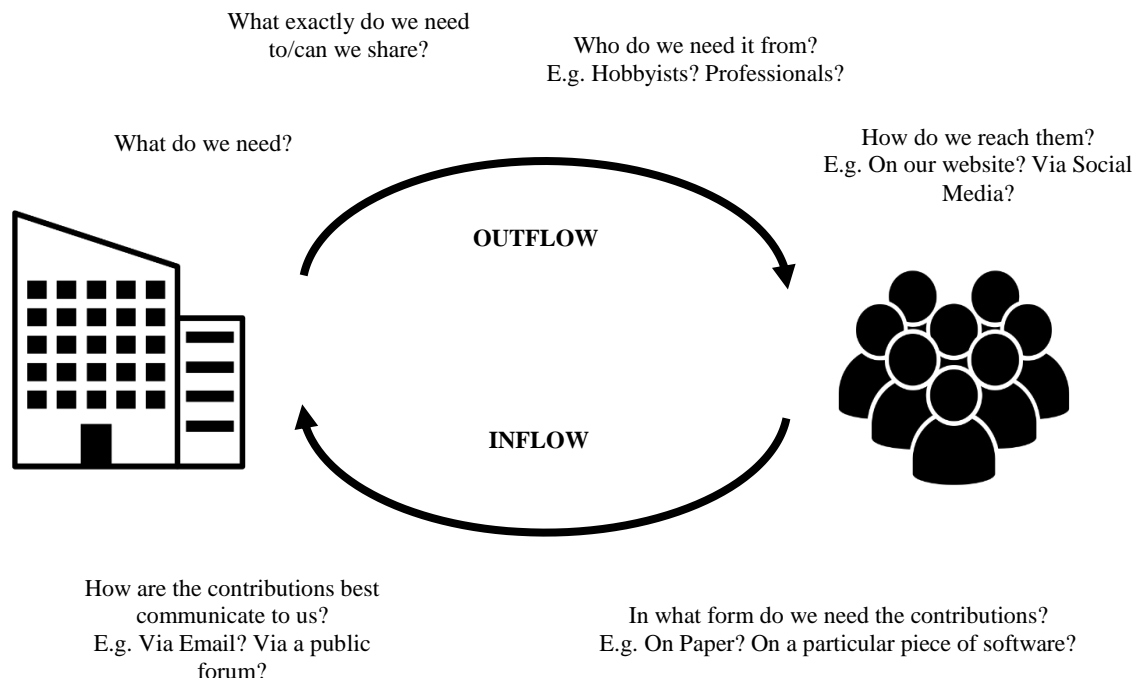 What exactly do we need
to/can we share?
Who do we need it from?
E.g. Hobbyists? Professionals?
What do we need?
How do we reach them?
E.g. On our website? Via Social
Media?
OUTFLOW
INFLOW
How are the contributions best
communicate to us?
E.g. Via Email? Via a public
forum?
In what form do we need the contributions?
E.g. On Paper? On a particular piece of software?